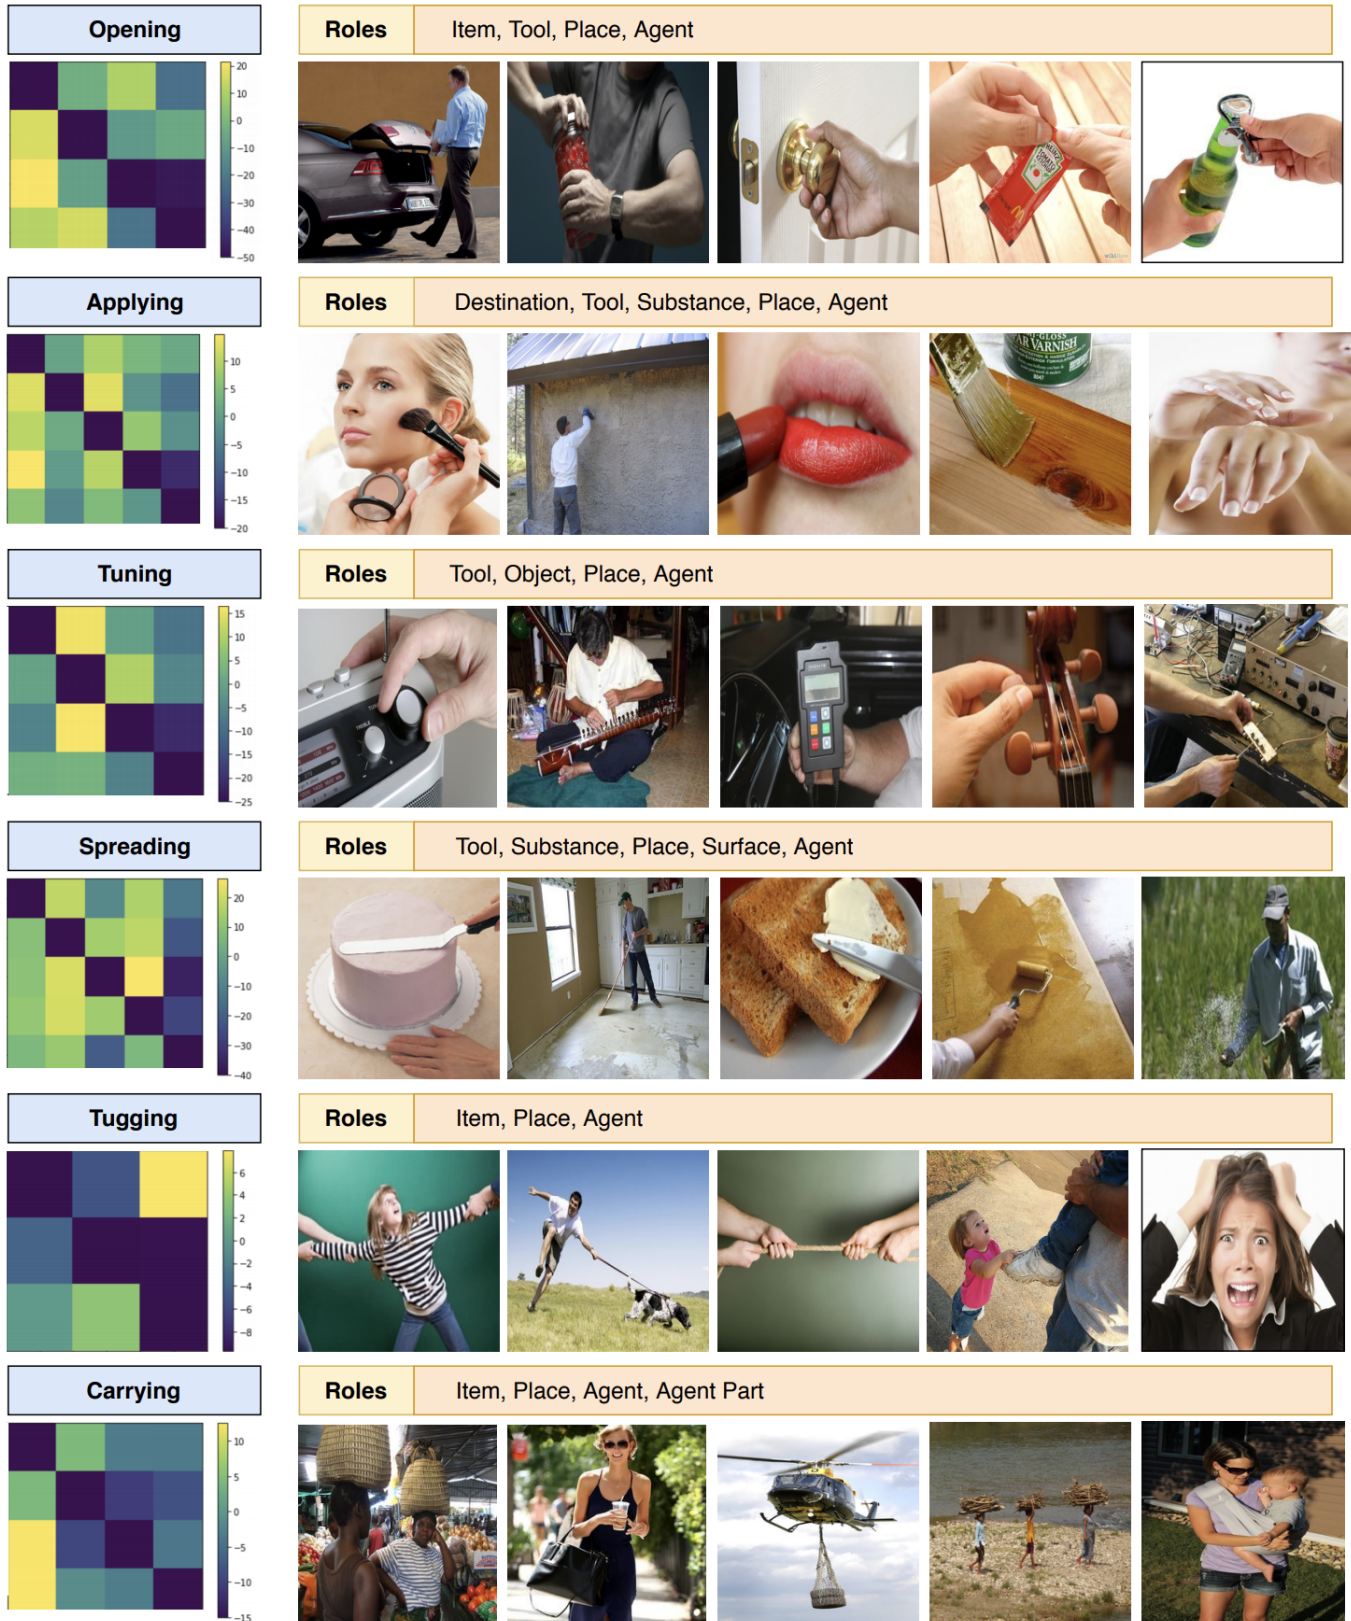 Opening
Roles
Item, Tool, Place, Agent
20
10
0
−10
−20
−30
−40
−50
HEINZ
TOMATO
KETCHUP
Applying
Roles
Destination, Tool, Substance, Place, Agent
10
5
0
−5
−10
−15
−20
AR VARNISH
Tuning
Roles
Tool, Object, Place, Agent
15
10
5
0
−5
−10
−15
−20
−25
TREBLE
Spreading
Roles
Tool, Substance, Place, Surface, Agent
20
10
0
−10
−20
−30
−40
Tugging
Roles
Item, Place, Agent
6
4
2
0
−2
−4
−6
−8
Carrying
Roles
Item, Place, Agent, Agent Part
10
5
0
−5
−10
−15